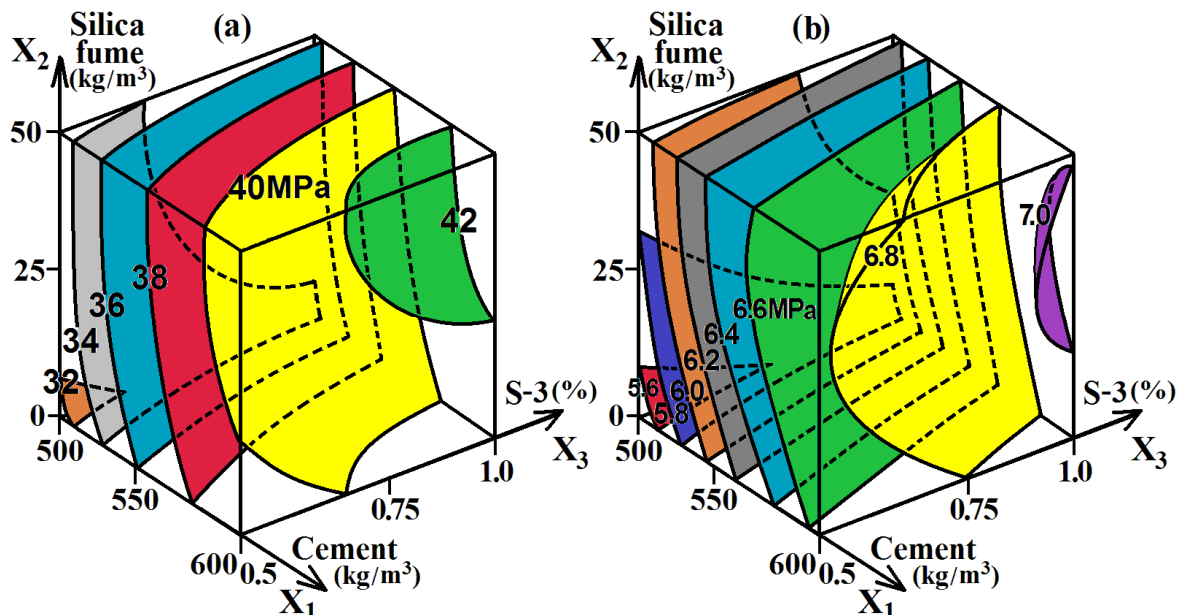 (a)
Silica
fume
(kg/m³)
X₂
50
25
0
500
550
600
0.5
0.75
1.0
S-3 (%)
X₃
Cement
(kg/m³)
X₁
32
34
36
38
40MPa
42
(b)
Silica
fume
(kg/m³)
X₂
50
25
0
500
550
600
0.5
0.75
1.0
S-3 (%)
X₃
Cement
(kg/m³)
X₁
5.6
5.8
6.0
6.2
6.4
6.6MPa
6.8
7.0